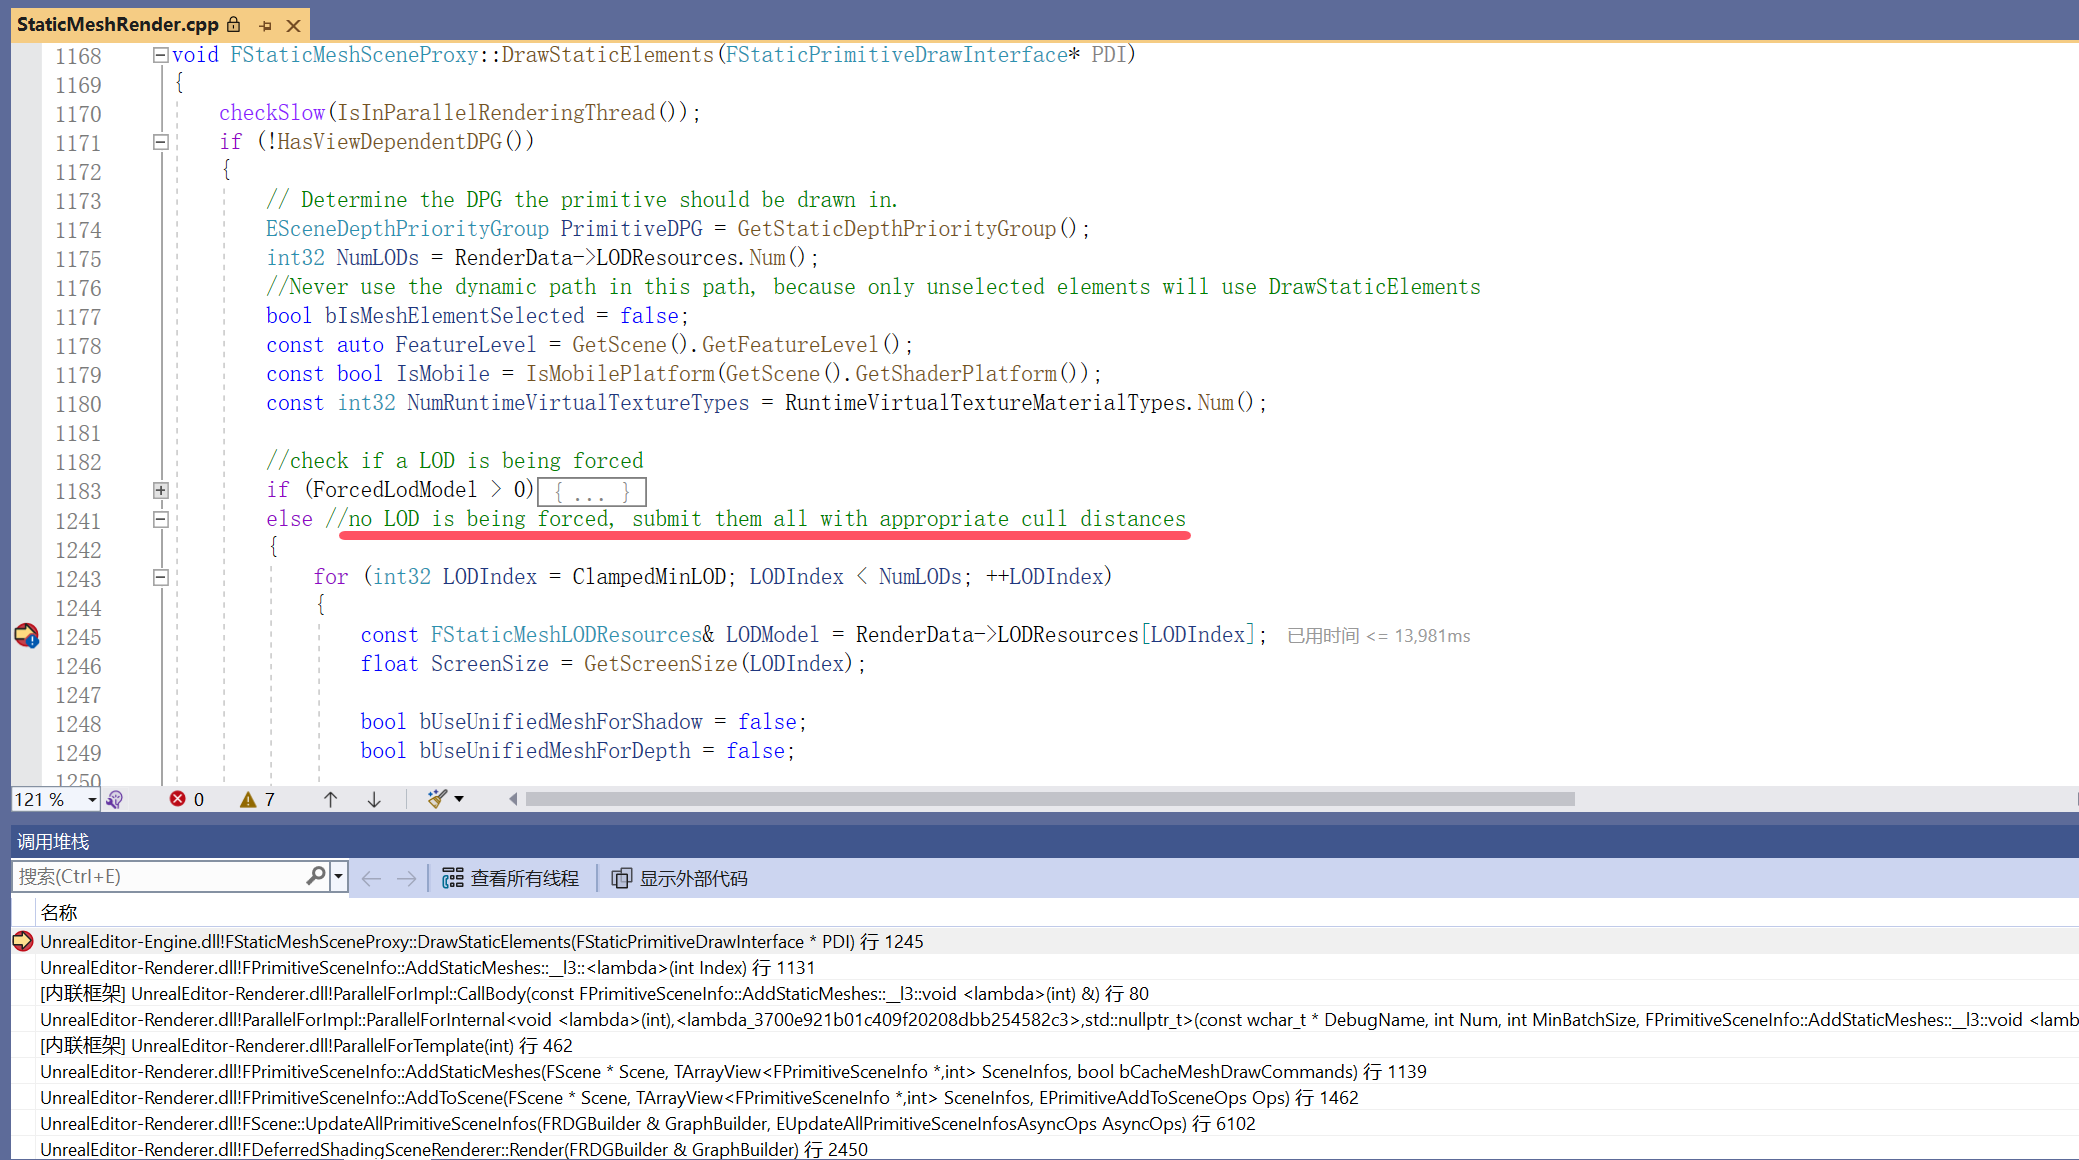 StaticMeshRender.cpp
1168 void FStaticMeshSceneProxy::DrawStaticElements(FStaticPrimitiveDrawInterface* PDI)
1169 {
1170 checkSlow(IsInParallelRenderingThread());
1171 if (!HasViewDependentDPG())
1172 {
1173 // Determine the DPG the primitive should be drawn in.
1174 ESceneDepthPriorityGroup PrimitiveDPG = GetStaticDepthPriorityGroup();
1175 int32 NumLODs = RenderData->LODResources.Num();
1176 //Never use the dynamic path in this path, because only unselected elements will use DrawStaticElements
1177 bool bIsMeshElementSelected = false;
1178 const auto FeatureLevel = GetScene().GetFeatureLevel();
1179 const bool IsMobile = IsMobilePlatform(GetScene().GetShaderPlatform());
1180 const int32 NumRuntimeVirtualTextureTypes = RuntimeVirtualTextureMaterialTypes.Num();
1181
1182 //check if a LOD is being forced
1183 if (ForcedLodModel > 0) { ... }
1241 else //no LOD is being forced, submit them all with appropriate cull distances
1242 {
1243 for (int32 LODIndex = ClampedMinLOD; LODIndex < NumLODs; ++LODIndex)
1244 {
1245 const FStaticMeshLODResources& LODModel = RenderData->LODResources[LODIndex]; 已用时间 <= 13,981ms
1246 float ScreenSize = GetScreenSize(LODIndex);
1247
1248 bool bUseUnifiedMeshForShadow = false;
1249 bool bUseUnifiedMeshForDepth = false;
1250
121 % 0 7
调用堆栈
搜索(Ctrl+E) 查看所有线程 显示外部代码
名称
UnrealEditor-Engine.dll!FStaticMeshSceneProxy::DrawStaticElements(FStaticPrimitiveDrawInterface * PDI) 行 1245
UnrealEditor-Renderer.dll!FPrimitiveSceneInfo::AddStaticMeshes::__l3::<lambda>(int Index) 行 1131
[内联框架] UnrealEditor-Renderer.dll!ParallelForImpl::CallBody(const FPrimitiveSceneInfo::AddStaticMeshes::__l3::void <lambda>(int) &) 行 80
UnrealEditor-Renderer.dll!ParallelForImpl::ParallelForInternal<void <lambda>(int),<lambda_3700e921b01c409f20208dbb254582c3>,std::nullptr_t>(const wchar_t * DebugName, int Num, int MinBatchSize, FPrimitiveSceneInfo::AddStaticMeshes::__l3::void <lamb
[内联框架] UnrealEditor-Renderer.dll!ParallelForTemplate(int) 行 462
UnrealEditor-Renderer.dll!FPrimitiveSceneInfo::AddStaticMeshes(FScene * Scene, TArrayView<FPrimitiveSceneInfo *,int> SceneInfos, bool bCacheMeshDrawCommands) 行 1139
UnrealEditor-Renderer.dll!FPrimitiveSceneInfo::AddToScene(FScene * Scene, TArrayView<FPrimitiveSceneInfo *,int> SceneInfos, EPrimitiveAddToSceneOps Ops) 行 1462
UnrealEditor-Renderer.dll!FScene::UpdateAllPrimitiveSceneInfos(FRDGBuilder & GraphBuilder, EUpdateAllPrimitiveSceneInfosAsyncOps AsyncOps) 行 6102
UnrealEditor-Renderer.dll!FDeferredShadingSceneRenderer::Render(FRDGBuilder & GraphBuilder) 行 2450